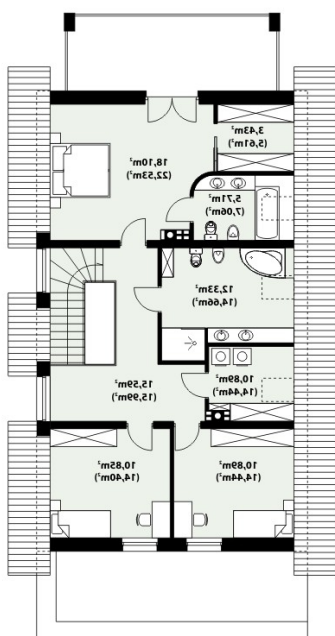 3,43m²
(5,61m²)
18,10m²
(22,53m²)
5,71m²
(7,06m²)
12,33m²
(14,66m²)
10,89m²
(14,44m²)
15,59m²
(15,99m²)
10,85m²
(14,40m²)
10,89m²
(14,44m²)